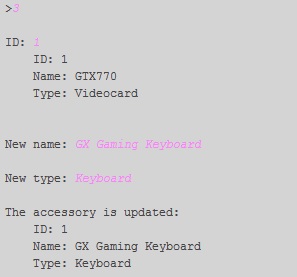 >3
ID: 1
ID: 1
Name: GTX770
Type: Videocard
New name: GX Gaming Keyboard
New type: Keyboard
The accessory is updated:
ID: 1
Name: GX Gaming Keyboard
Type: Keyboard